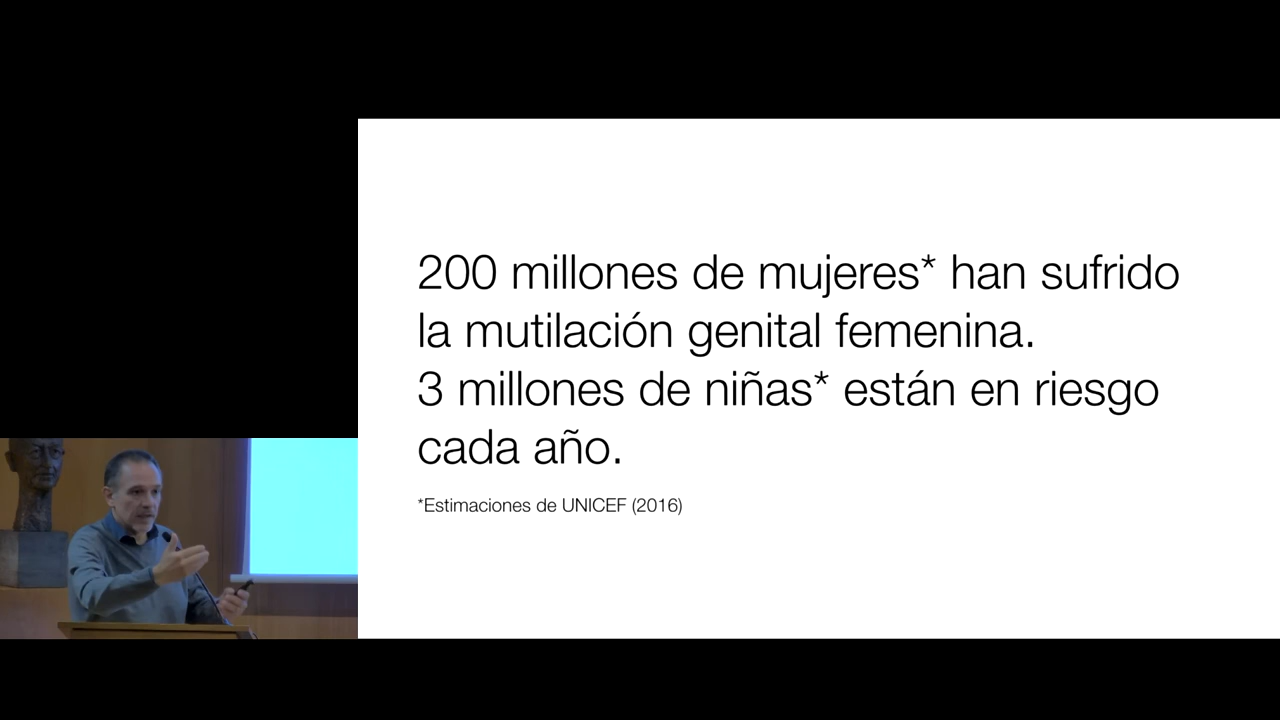 200 millones de mujeres* han sufrido
la mutilación genital femenina.
3 millones de niñas* están en riesgo
cada año.
*Estimaciones de UNICEF (2016)